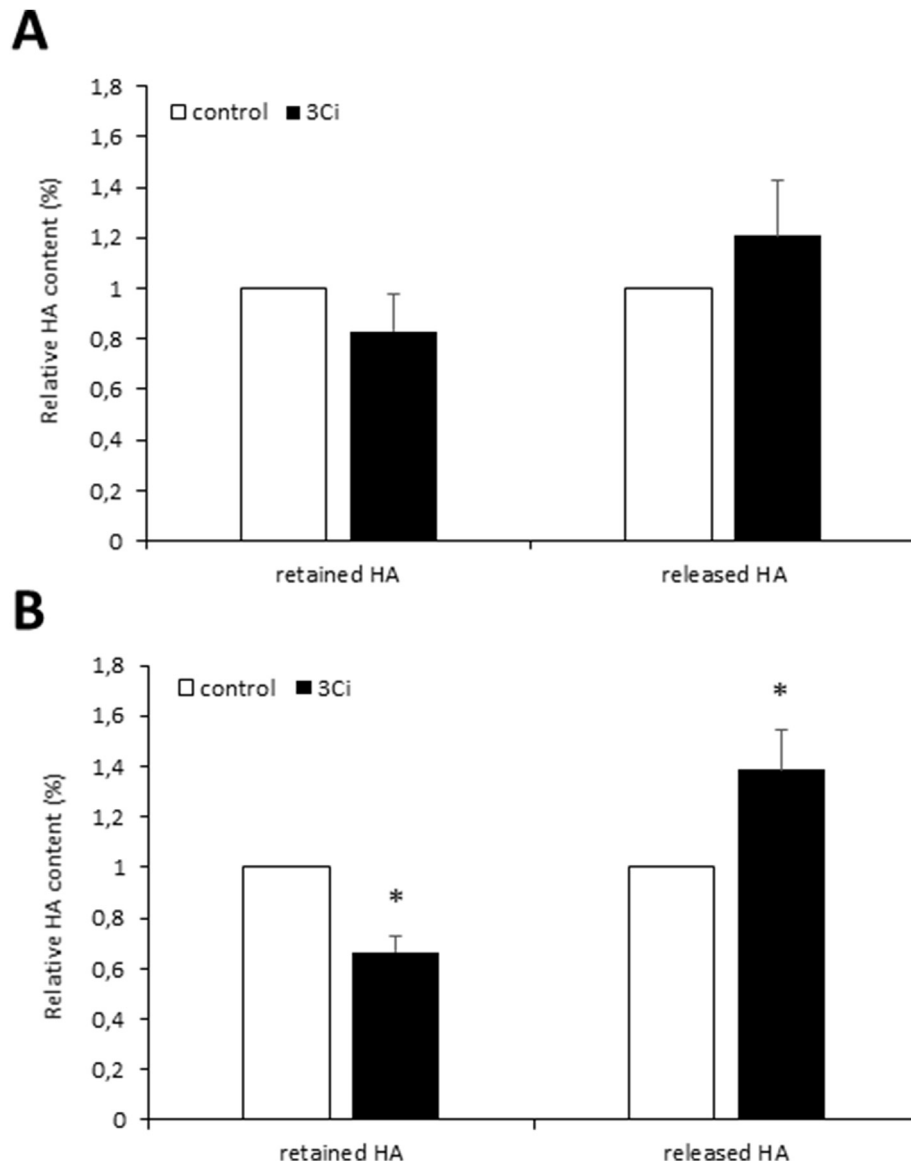 A
1,8
1,6
1,4
1,2
1
0,8
0,6
0,4
0,2
0
Relative HA content (%)
control 3Ci
retained HA released HA
B
1,8
1,6
1,4
1,2
1
0,8
0,6
0,4
0,2
0
Relative HA content (%)
control 3Ci
*
*
retained HA released HA